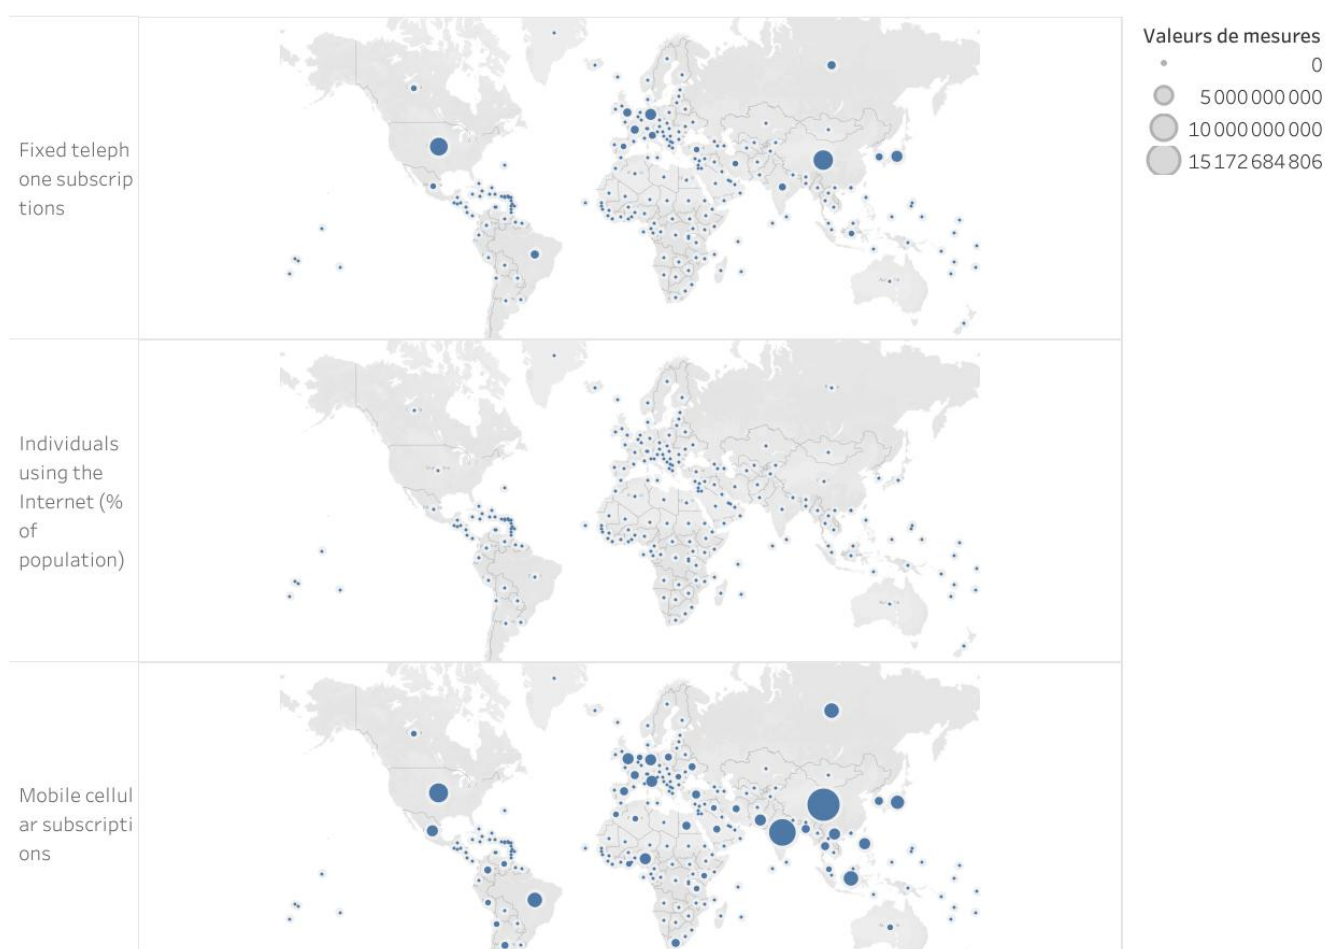 Valeurs de mesures
0
5 000 000 000
10 000 000 000
15 172 684 806
Fixed teleph
one subscrip
tions
Individuals
using the
Internet (%
of
population)
Mobile cellul
ar subscripti
ons